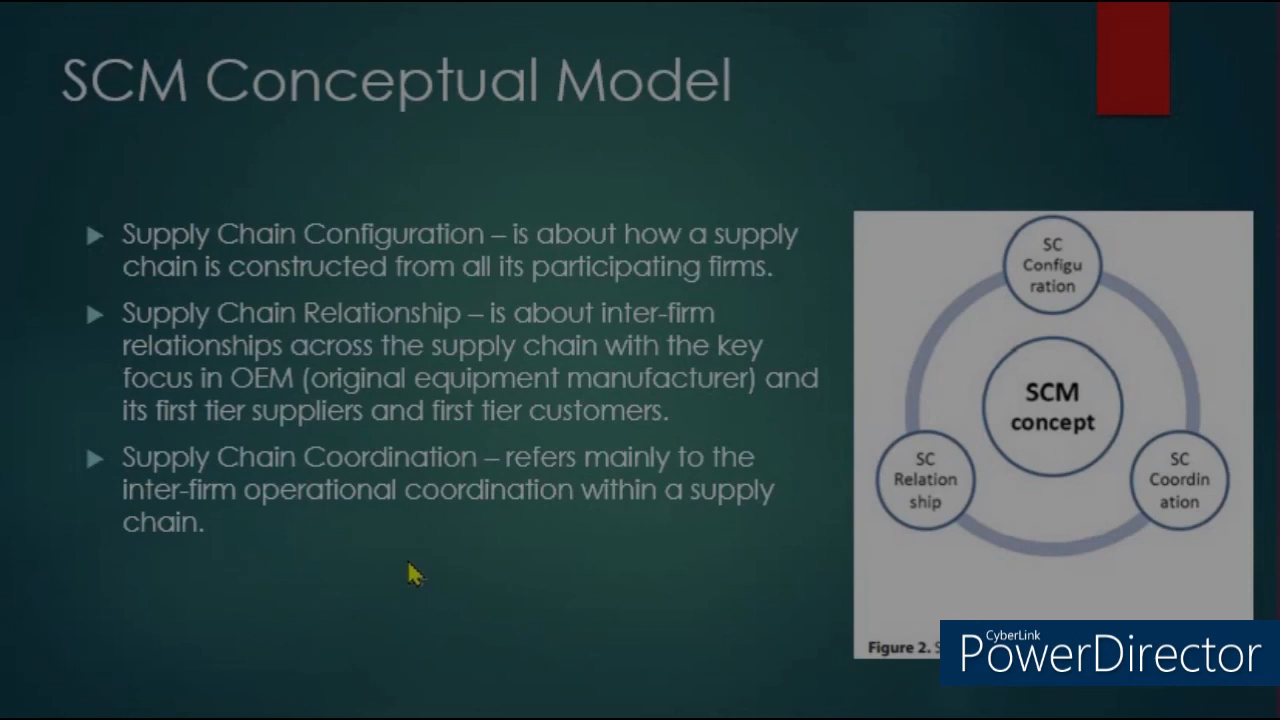 SCM Conceptual Model
Supply Chain Configuration – is about how a supply
chain is constructed from all its participating firms.
Supply Chain Relationship – is about inter-firm
relationships across the supply chain with the key
focus in OEM (original equipment manufacturer) and
its first tier suppliers and first tier customers.
Supply Chain Coordination – refers mainly to the
inter-firm operational coordination within a supply
chain.
SC
Configu
ration
SCM
concept
SC
Relation
ship
SC
Coordin
ation
Figure 2.
CyberLink
PowerDirector